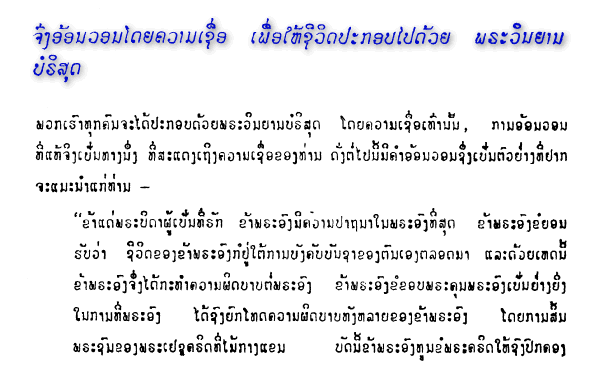 ຈົ່ງອ້ອນວອນໂດຍຄວາມເຊື່ອ ເພື່ອໃຫ້ຊີວິດປະກອບໄປດ້ວຍ ພຣະວິນຍານ
ບໍຣິສຸດ
ພວກເຮົາທຸກຄົນຈະໄດ້ປະກອບດ້ວຍພຣະວິນຍານບໍຣິສຸດ ໂດຍຄວາມເຊື່ອເທົ່ານັ້ນ, ການອ້ອນວອນ
ທີ່ແທ້ຈິງເປັນທາງນຶ່ງ ທີ່ສະແດງເຖິງຄວາມເຊື່ອຂອງທ່ານ ດັ່ງຕໍ່ໄປນີ້ມີຄຳອ້ອນວອນຊຶ່ງເປັນຕົວຢ່າງທີ່ຢາກ
ຈະແນະນຳແກ່ທ່ານ –
“ຂ້າແດ່ພຣະບິດາຜູ້ເປັນທີ່ຮັກ ຂ້າພຣະອົງມີຄວາມປາຖນາໃນພຣະອົງທີ່ສຸດ ຂ້າພຣະອົງຂໍຍອມ
ຮັບວ່າ ຊີວິດຂອງຂ້າພຣະອົງກໍຢູ່ໃຕ້ການບັງຄັບບັນຊາຂອງຕົນເອງຕລອດມາ ແລະດ້ວຍເຫດນີ້
ຂ້າພຣະອົງຈຶ່ງໄດ້ກະທຳຄວາມຜິດບາບຕໍ່ພຣະອົງ ຂ້າພຣະອົງຂໍຂອບພຣະຄຸນພຣະອົງເປັນຢ່າງຍິ່ງ
ໃນການທີ່ພຣະອົງ ໄດ້ຊົງຍົກໂທດຄວາມຜິດບາບທັງຫລາຍຂອງຂ້າພຣະອົງ ໂດຍການສິ້ນ
ພຣະຊົນຂອງພຣະເຢຊູຄຣິດທີ່ໄມ້ກາງແຂນ ບັດນີ້ຂ້າພຣະອົງທູນຂໍພຣະຄຣິດໃຫ້ຊົງປົກຄອງ